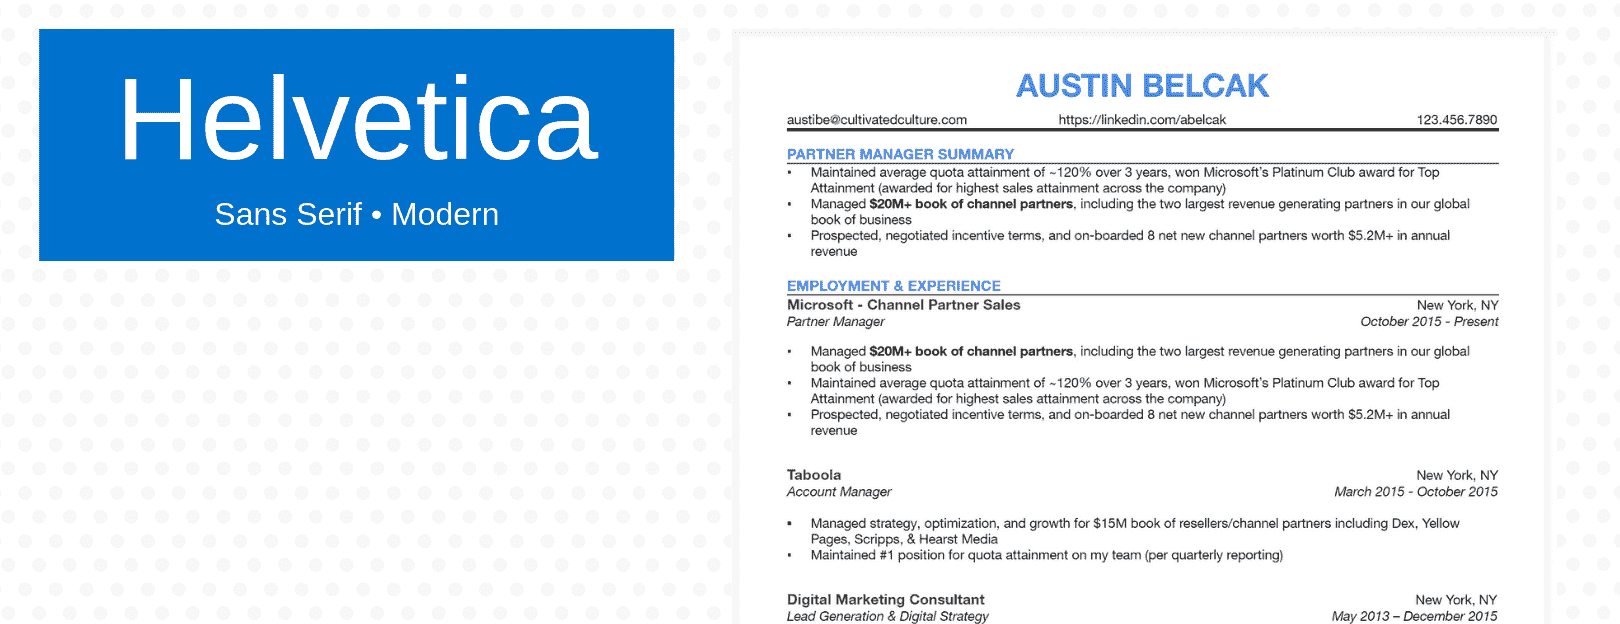 Helvetica
Sans Serif • Modern
AUSTIN BELCAK
austibe@cultivatedculture.com https://linkedin.com/abelcak 123.456.7890
PARTNER MANAGER SUMMARY
▪ Maintained average quota attainment of ~120% over 3 years, won Microsoft's Platinum Club award for Top
Attainment (awarded for highest sales attainment across the company)
▪ Managed $20M+ book of channel partners, including the two largest revenue generating partners in our global
book of business
▪ Prospected, negotiated incentive terms, and on-boarded 8 net new channel partners worth $5.2M+ in annual
revenue
EMPLOYMENT & EXPERIENCE
Microsoft - Channel Partner Sales New York, NY
Partner Manager October 2015 - Present
▪ Managed $20M+ book of channel partners, including the two largest revenue generating partners in our global
book of business
▪ Maintained average quota attainment of ~120% over 3 years, won Microsoft's Platinum Club award for Top
Attainment (awarded for highest sales attainment across the company)
▪ Prospected, negotiated incentive terms, and on-boarded 8 net new channel partners worth $5.2M+ in annual
revenue
Taboola New York, NY
Account Manager March 2015 - October 2015
▪ Managed strategy, optimization, and growth for $15M book of resellers/channel partners including Dex, Yellow
Pages, Scripps, & Hearst Media
▪ Maintained #1 position for quota attainment on my team (per quarterly reporting)
Digital Marketing Consultant New York, NY
Lead Generation & Digital Strategy May 2013 – December 2015